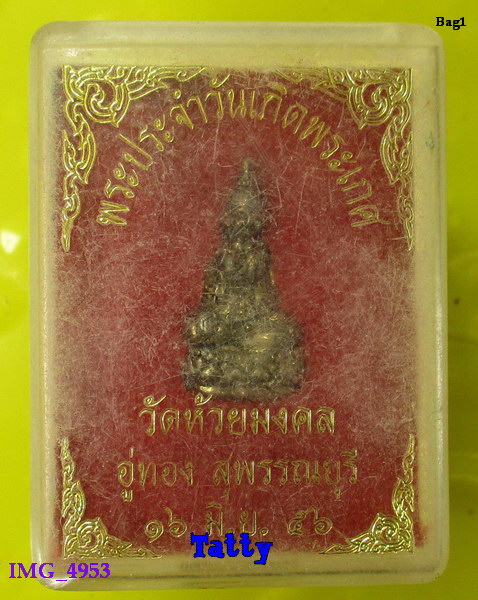 Bag1
พระประจำวันเกิดพระเกศ
วัดห้วยมงคล
อู่ทอง สุพรรณบุรี
๑๖ มิ.ย. ๕๖
Tatty
IMG_4953